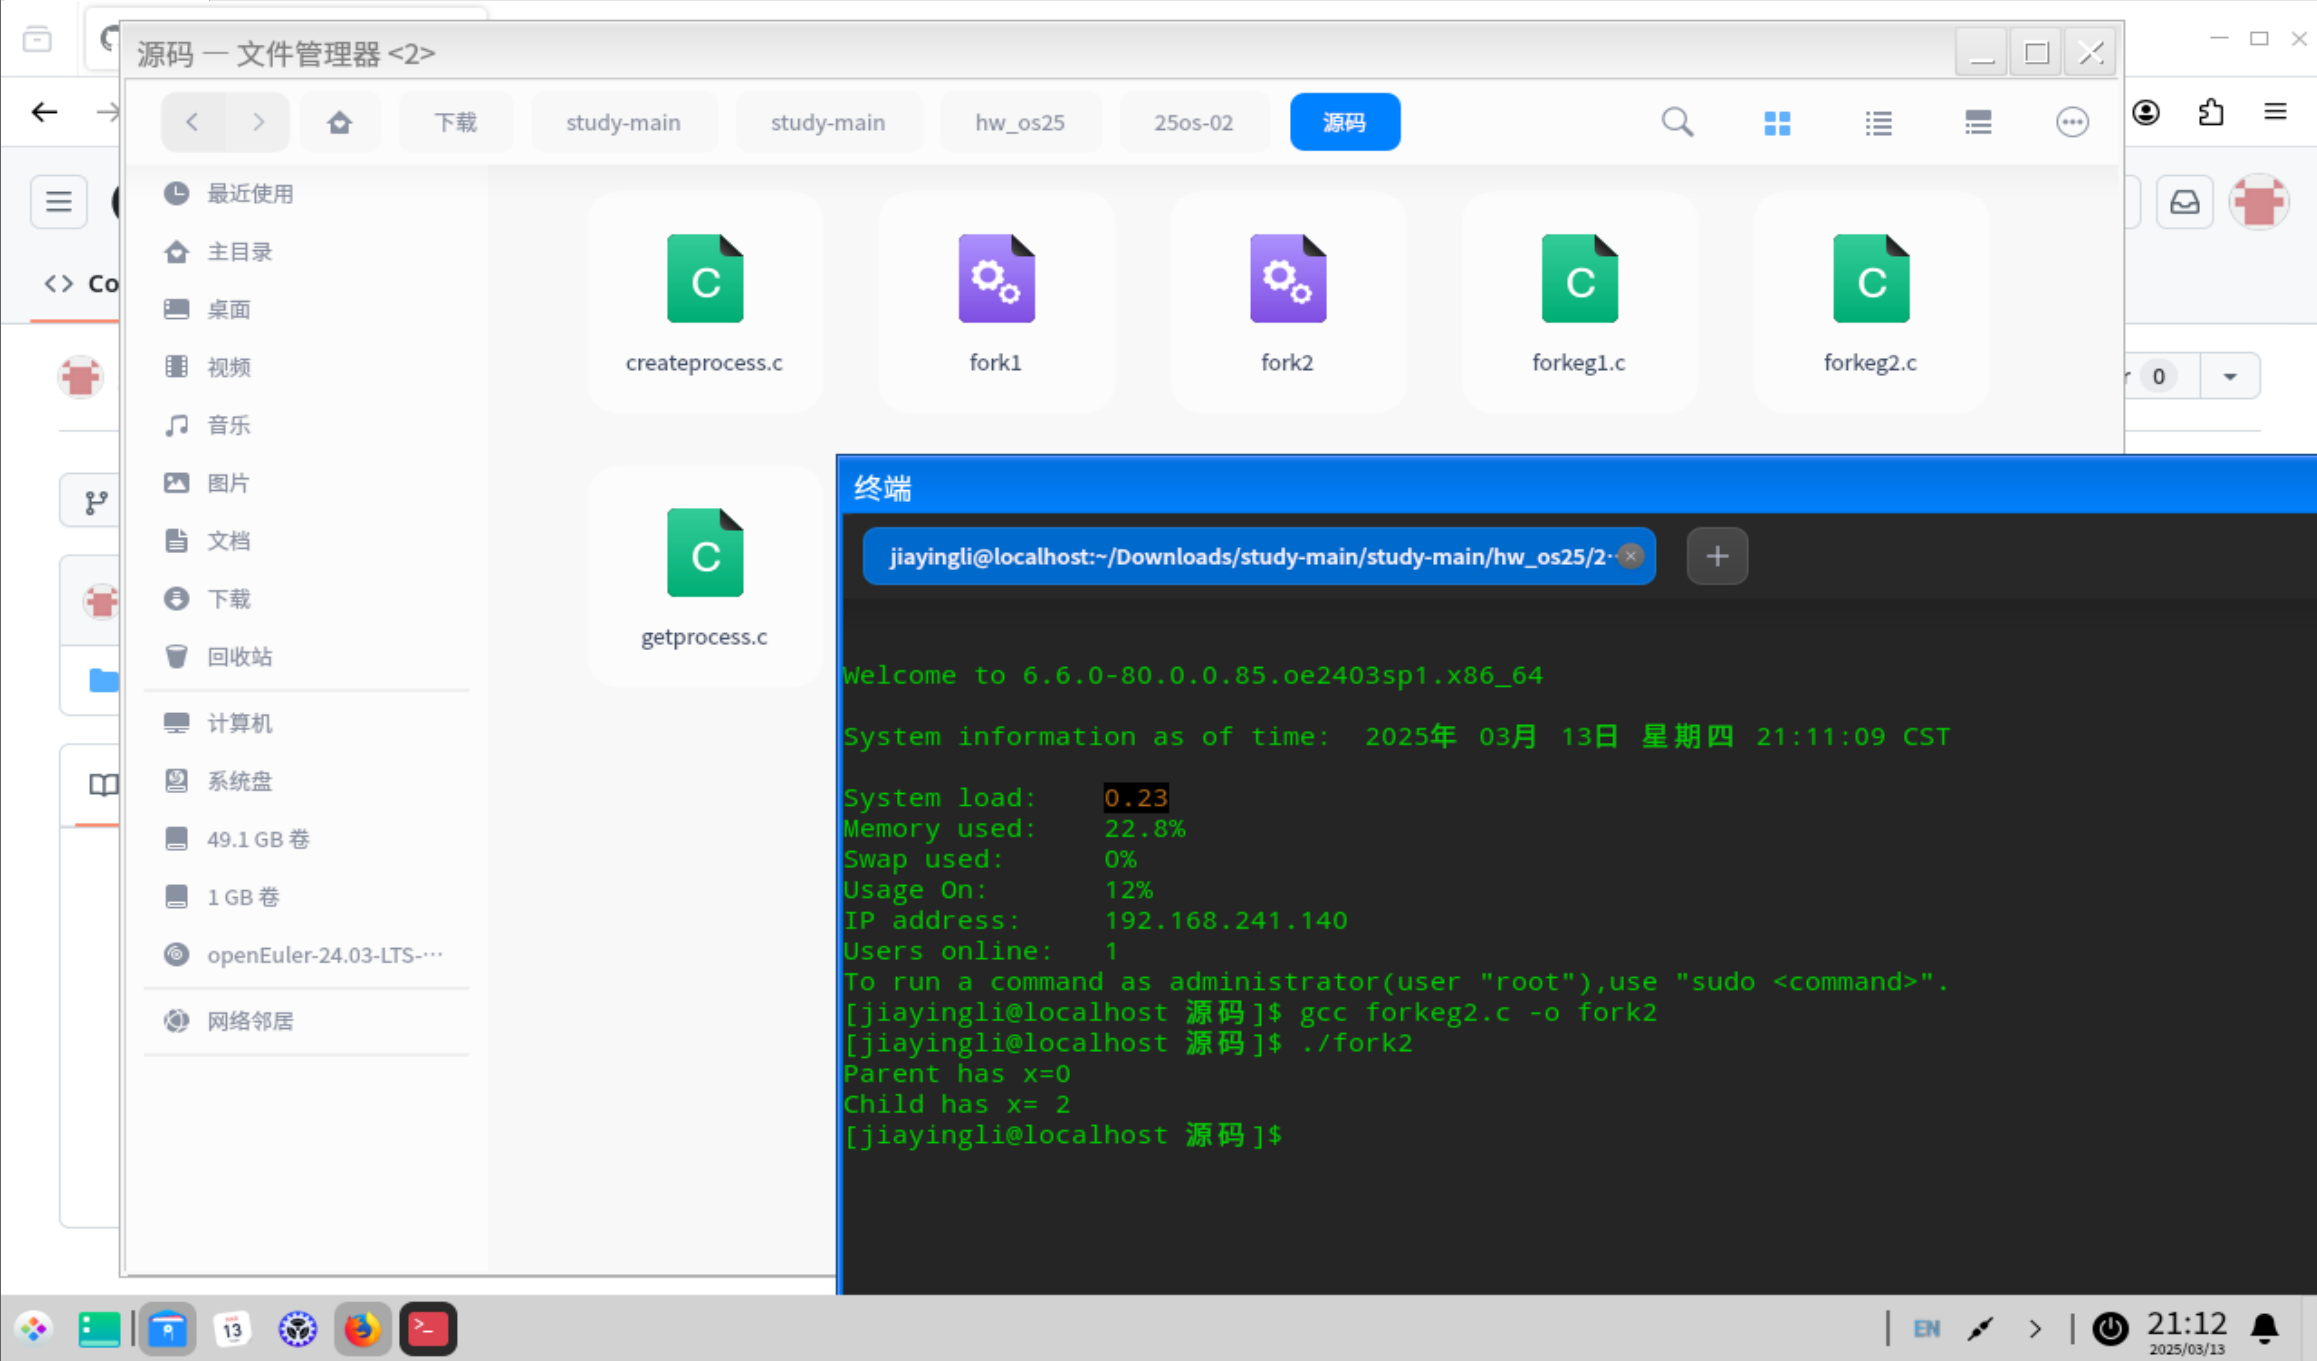 源码 — 文件管理器 <2>
下载 study-main study-main hw_os25 25os-02 源码
最近使用
主目录
桌面
视频
音乐
图片
文档
下载
回收站
计算机
系统盘
49.1 GB 卷
1 GB 卷
openEuler-24.03-LTS-…
网络邻居
<> Co
0
createprocess.c
fork1
fork2
forkeg1.c
forkeg2.c
getprocess.c
终端
jiayingli@localhost:~/Downloads/study-main/study-main/hw_os25/2…
Welcome to 6.6.0-80.0.0.85.oe2403sp1.x86_64
System information as of time: 2025年 03月 13日 星期四 21:11:09 CST
System load: 0.23
Memory used: 22.8%
Swap used: 0%
Usage On: 12%
IP address: 192.168.241.140
Users online: 1
To run a command as administrator(user "root"),use "sudo <command>".
[jiayingli@localhost 源码]$ gcc forkeg2.c -o fork2
[jiayingli@localhost 源码]$ ./fork2
Parent has x=0
Child has x= 2
[jiayingli@localhost 源码]$
13
EN
21:12
2025/03/13